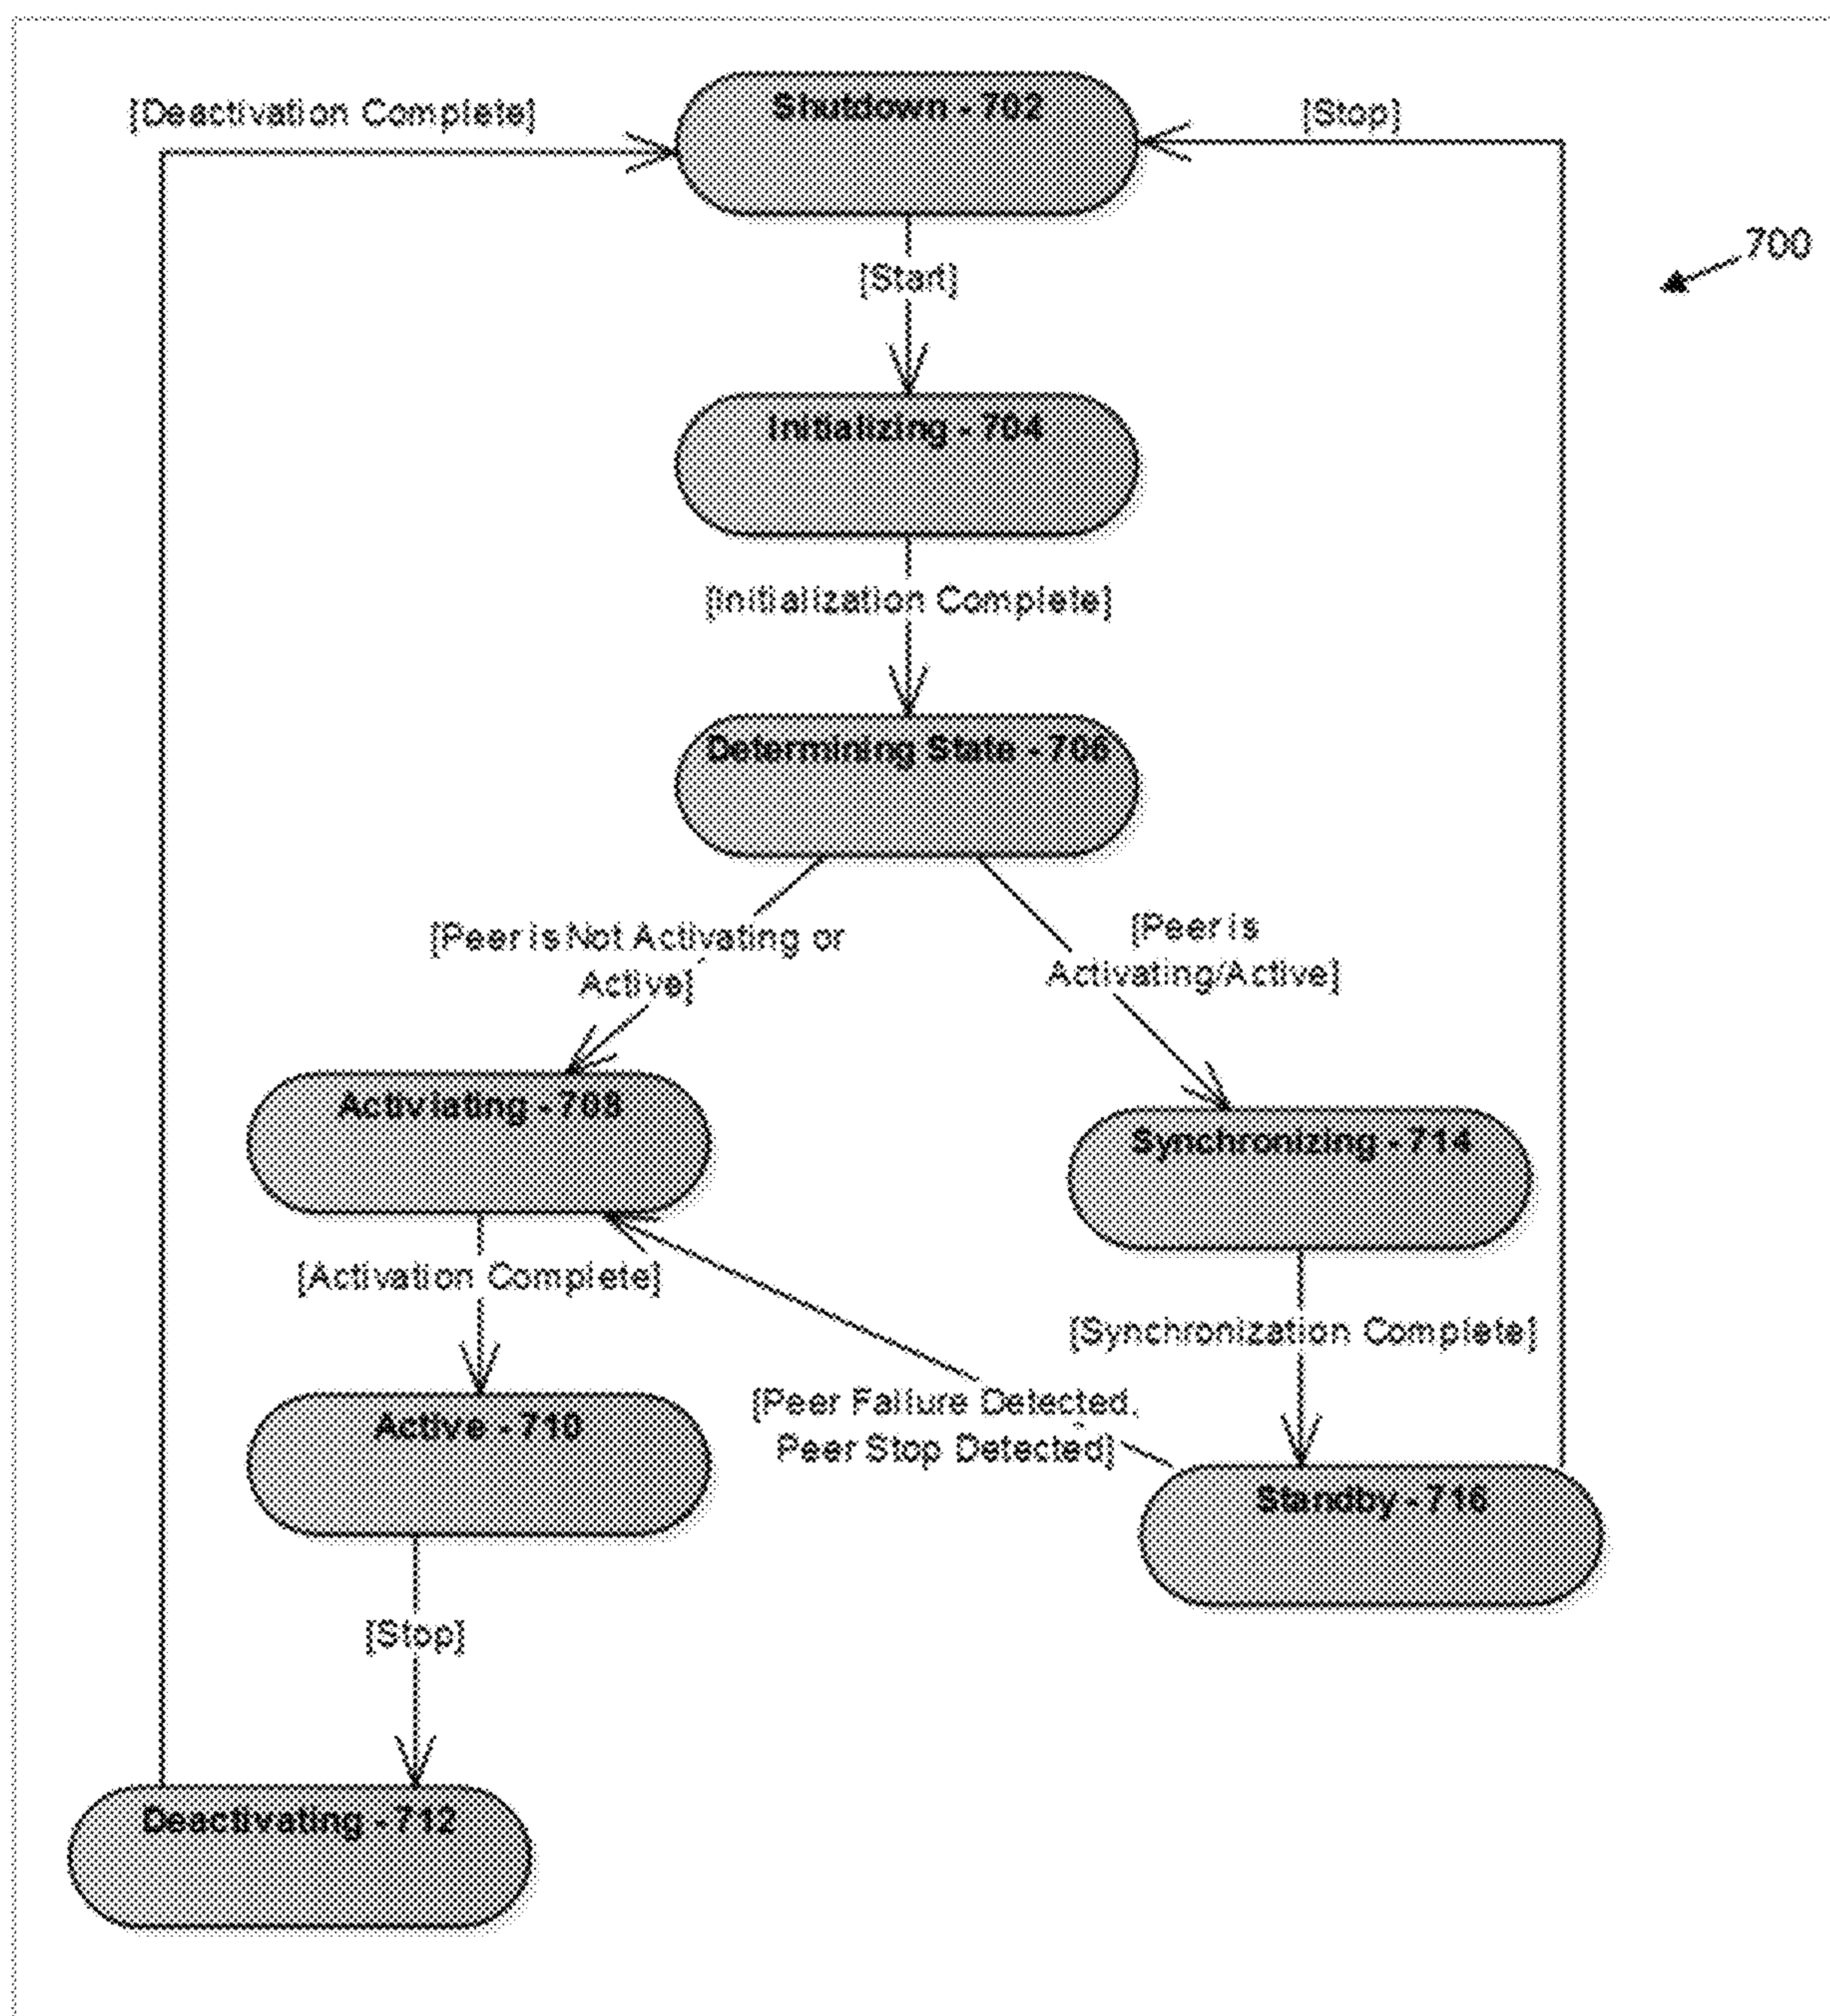 [Deactivation Complete]
Shutdown - 702
[Stop]
700
[Start]
Initializing - 704
[Initialization Complete]
Determining State - 706
[Peer is Not Activating or
Active]
[Peer is
Activating/Active]
Activiating - 708
Synchronizing - 714
[Activation Complete]
[Synchronization Complete]
[Peer Failure Detected,
Peer Stop Detected]
Active - 710
Standby - 716
[Stop]
Deactivating - 712